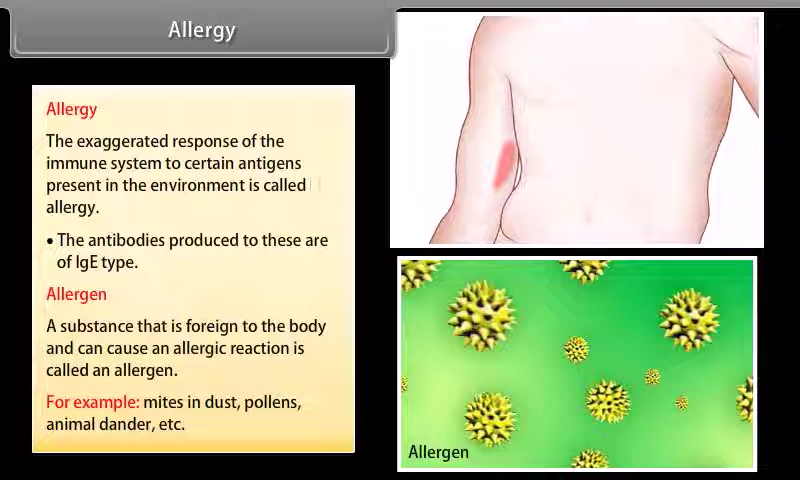 Allergy
Allergy
The exaggerated response of the
immune system to certain antigens
present in the environment is called
allergy.
• The antibodies produced to these are
of IgE type.
Allergen
A substance that is foreign to the body
and can cause an allergic reaction is
called an allergen.
For example: mites in dust, pollens,
animal dander, etc.
Allergen